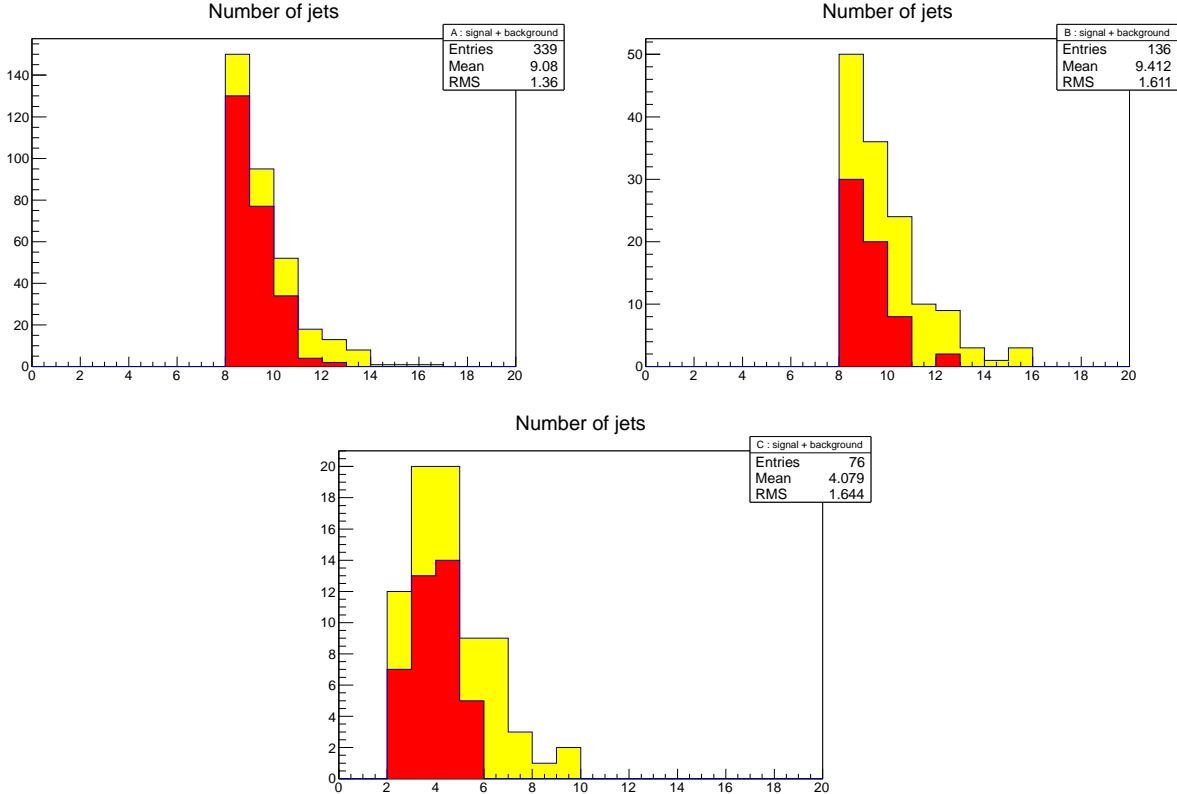 Number of jets
A : signal + background
Entries 339
Mean 9.08
RMS 1.36
140
120
100
80
60
40
20
0
0 2 4 6 8 10 12 14 16 18 20
Number of jets
B : signal + background
Entries 136
Mean 9.412
RMS 1.611
50
40
30
20
10
0
0 2 4 6 8 10 12 14 16 18 20
Number of jets
C : signal + background
Entries 76
Mean 4.079
RMS 1.644
20
18
16
14
12
10
8
6
4
2
0
0 2 4 6 8 10 12 14 16 18 20